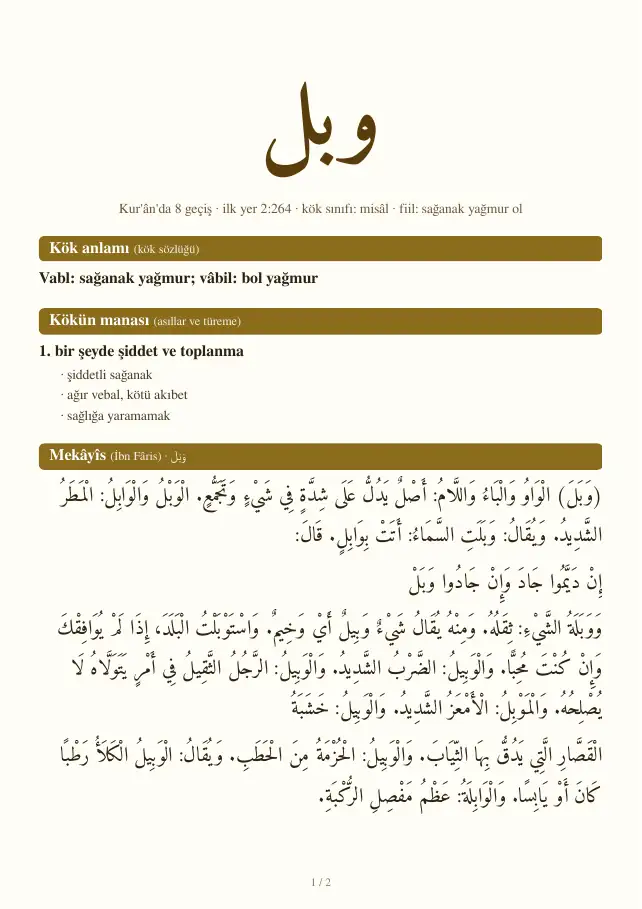 وبل
Kur'ân'da 8 geçiş · ilk yer 2:264 · kök sınıfı: misâl · fiil: sağanak yağmur ol
Kök anlamı (kök sözlüğü)
Vabl: sağanak yağmur; vâbil: bol yağmur
Kökün manası (asıllar ve türeme)
1. bir şeyde şiddet ve toplanma
· şiddetli sağanak
· ağır vebal, kötü akıbet
· sağlığa yaramamak
Mekâyîs (İbn Fâris) · وَبَلَ
(وَبَلَ) الْوَاوُ وَالْبَاءُ وَاللَّامُ: أَصْلٌ يَدُلُّ عَلَى شِدَّةٍ فِي شَيْءٍ وَتَجَمُّعٍ. الْوَبْلُ وَالْوَابِلُ: الْمَطَرُ
الشَّدِيدُ. وَيُقَالُ: وَبَلَتِ السَّمَاءُ: أَتَتْ بِوَابِلٍ. قَالَ:
إِنْ دَيَّمُوا جَادَ وَإِنْ جَادُوا وَبَلْ
وَوَبَلَةُ الشَّيْءِ: ثِقَلُهُ. وَمِنْهُ يُقَالُ شَيْءٌ وَبِيلٌ أَيْ وَخِيمٌ. وَاسْتَوْبَلْتُ الْبَلَدَ، إِذَا لَمْ يُوَافِقْكَ
وَإِنْ كُنْتَ مُحِبًّا. وَالْوَبِيلُ: الضَّرْبُ الشَّدِيدُ. وَالْوَبِيلُ: الرَّجُلُ الثَّقِيلُ فِي أَمْرٍ يَتَوَلَّاهُ لَا
يُصْلِحُهُ. وَالْمَوْبِلُ: الْأَمْعَزُ الشَّدِيدُ. وَالْوَبِيلُ: خَشَبَةُ
الْقَصَّارِ الَّتِي يَدُقُّ بِهَا الثِّيَابَ. وَالْوَبِيلُ: الْحُزْمَةُ مِنَ الْحَطَبِ. وَيُقَالُ: الْوَبِيلُ الْكَلَأُ رَطْبًا
كَانَ أَوْ يَابِسًا. وَالْوَابِلَةُ: عَظْمُ مَفْصِلِ الرُّكْبَةِ.
1 / 2